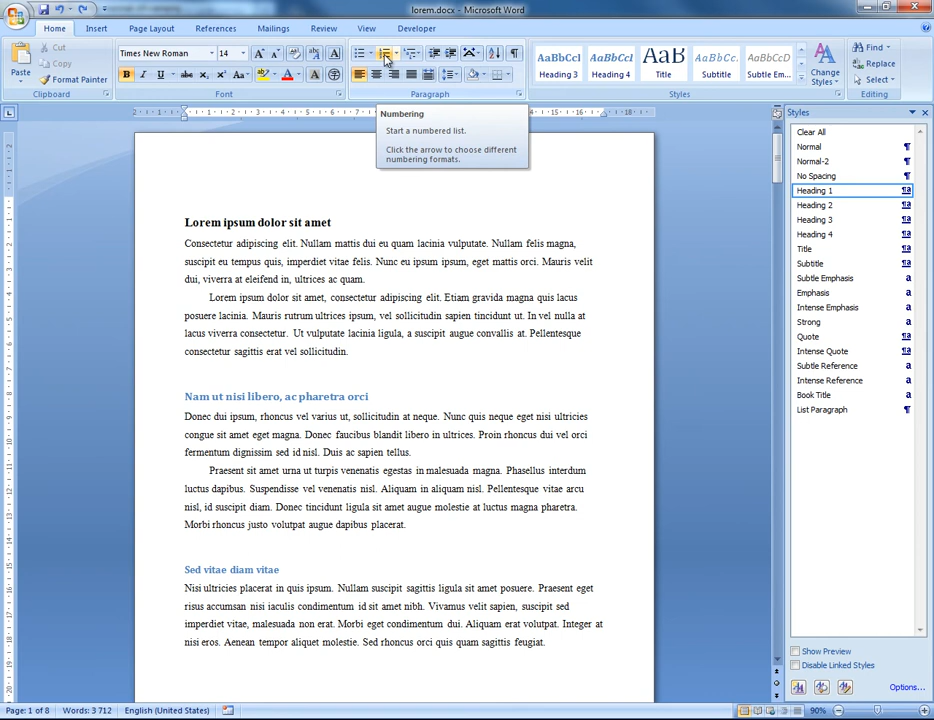 lorem.docx - Microsoft Word
Home Insert Page Layout References Mailings Review View Developer
Paste
Cut
Copy
Format Painter
Clipboard
Times New Roman 14
B I U abc x₂ x² Aa
Font
Paragraph
AaBbCcI AaBbCcI AaB AaBbCc. AaBbCcD
Heading 3 Heading 4 Title Subtitle Subtle Em...
Change Styles
Styles
Find
Replace
Select
Editing
Numbering
Start a numbered list.
Click the arrow to choose different
numbering formats.
Lorem ipsum dolor sit amet
Consectetur adipiscing elit. Nullam mattis dui eu quam lacinia vulputate. Nullam felis magna,
suscipit eu tempus quis, imperdiet vitae felis. Nunc eu ipsum ipsum, eget mattis orci. Mauris velit
dui, viverra at eleifend in, ultrices ac quam.
Lorem ipsum dolor sit amet, consectetur adipiscing elit. Etiam gravida magna quis lacus
posuere lacinia. Mauris rutrum ultrices ipsum, vel sollicitudin sapien tincidunt ut. In vel nulla at
lacus viverra consectetur. Ut vulputate lacinia ligula, a suscipit augue convallis at. Pellentesque
consectetur sagittis erat vel sollicitudin.
Nam ut nisi libero, ac pharetra orci
Donec dui ipsum, rhoncus vel varius ut, sollicitudin at neque. Nunc quis neque eget nisi ultricies
congue sit amet eget magna. Donec faucibus blandit libero in ultrices. Proin rhoncus dui vel orci
fermentum dignissim sed id nisl. Duis ac sapien tellus.
Praesent sit amet urna ut turpis venenatis egestas in malesuada magna. Phasellus interdum
luctus dapibus. Suspendisse vel venenatis nisl. Aliquam in aliquam nisl. Pellentesque vitae arcu
nisl, id suscipit diam. Donec tincidunt ligula sit amet augue molestie at luctus magna pharetra.
Morbi rhoncus justo volutpat augue dapibus placerat.
Sed vitae diam vitae
Nisi ultricies placerat in quis ipsum. Nullam suscipit sagittis ligula sit amet posuere. Praesent eget
risus accumsan nisi iaculis condimentum id sit amet nibh. Vivamus velit sapien, suscipit sed
imperdiet vitae, malesuada non erat. Morbi eget condimentum dui. Aliquam erat volutpat. Integer at
nisi eros. Aenean tempor aliquet molestie. Sed rhoncus orci quis quam sagittis feugiat.
Styles
Clear All
Normal
Normal-2
No Spacing
Heading 1
Heading 2
Heading 3
Heading 4
Title
Subtitle
Subtle Emphasis
Emphasis
Intense Emphasis
Strong
Quote
Intense Quote
Subtle Reference
Intense Reference
Book Title
List Paragraph
Show Preview
Disable Linked Styles
Options...
Page: 1 of 8 Words: 3 712 English (United States) 90%